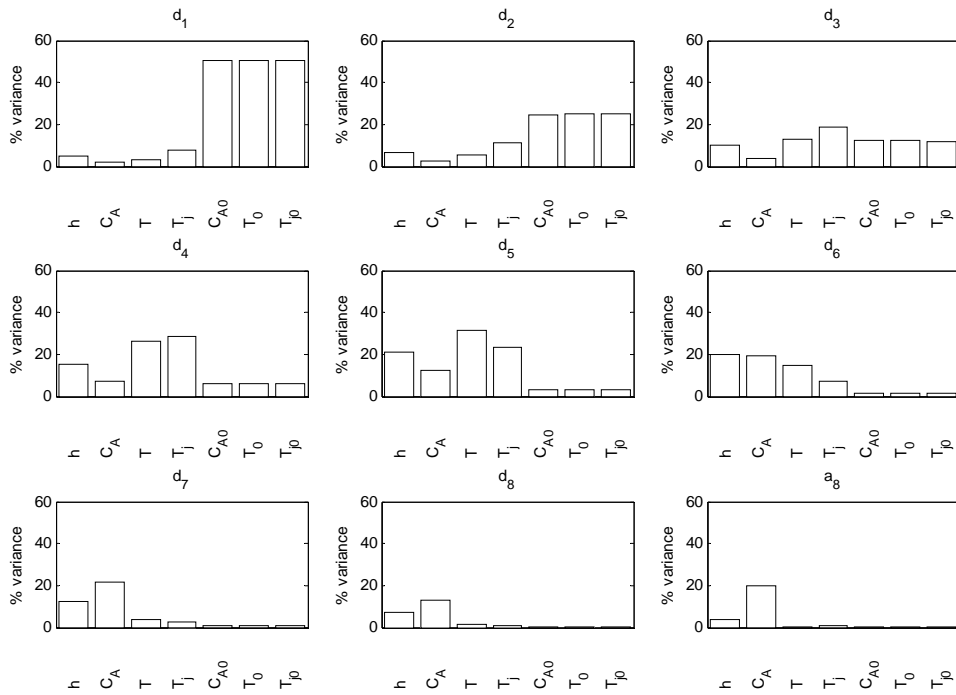 d1 d2 d3
60 60 60
40 40 40
20 20 20
0 0 0
% variance % variance % variance
h CA T Tj CA0 T0 Tj0 h CA T Tj CA0 T0 Tj0 h CA T Tj CA0 T0 Tj0
d4 d5 d6
60 60 60
40 40 40
20 20 20
0 0 0
% variance % variance % variance
h CA T Tj CA0 T0 Tj0 h CA T Tj CA0 T0 Tj0 h CA T Tj CA0 T0 Tj0
d7 d8 a8
60 60 60
40 40 40
20 20 20
0 0 0
% variance % variance % variance
h CA T Tj CA0 T0 Tj0 h CA T Tj CA0 T0 Tj0 h CA T Tj CA0 T0 Tj0